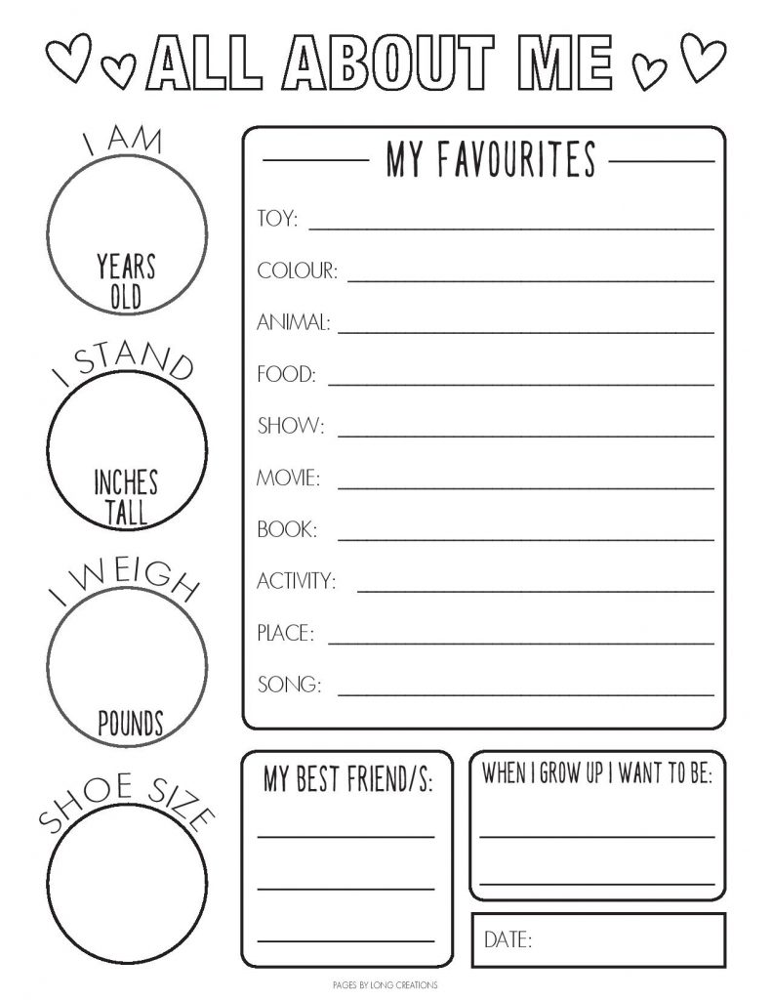 ALL ABOUT ME
I AM
YEARS
OLD
I STAND
INCHES
TALL
I WEIGH
POUNDS
SHOE SIZE
MY FAVOURITES
TOY:
COLOUR:
ANIMAL:
FOOD:
SHOW:
MOVIE:
BOOK:
ACTIVITY:
PLACE:
SONG:
MY BEST FRIEND/S:
WHEN I GROW UP I WANT TO BE:
DATE:
PAGES BY LONG CREATIONS